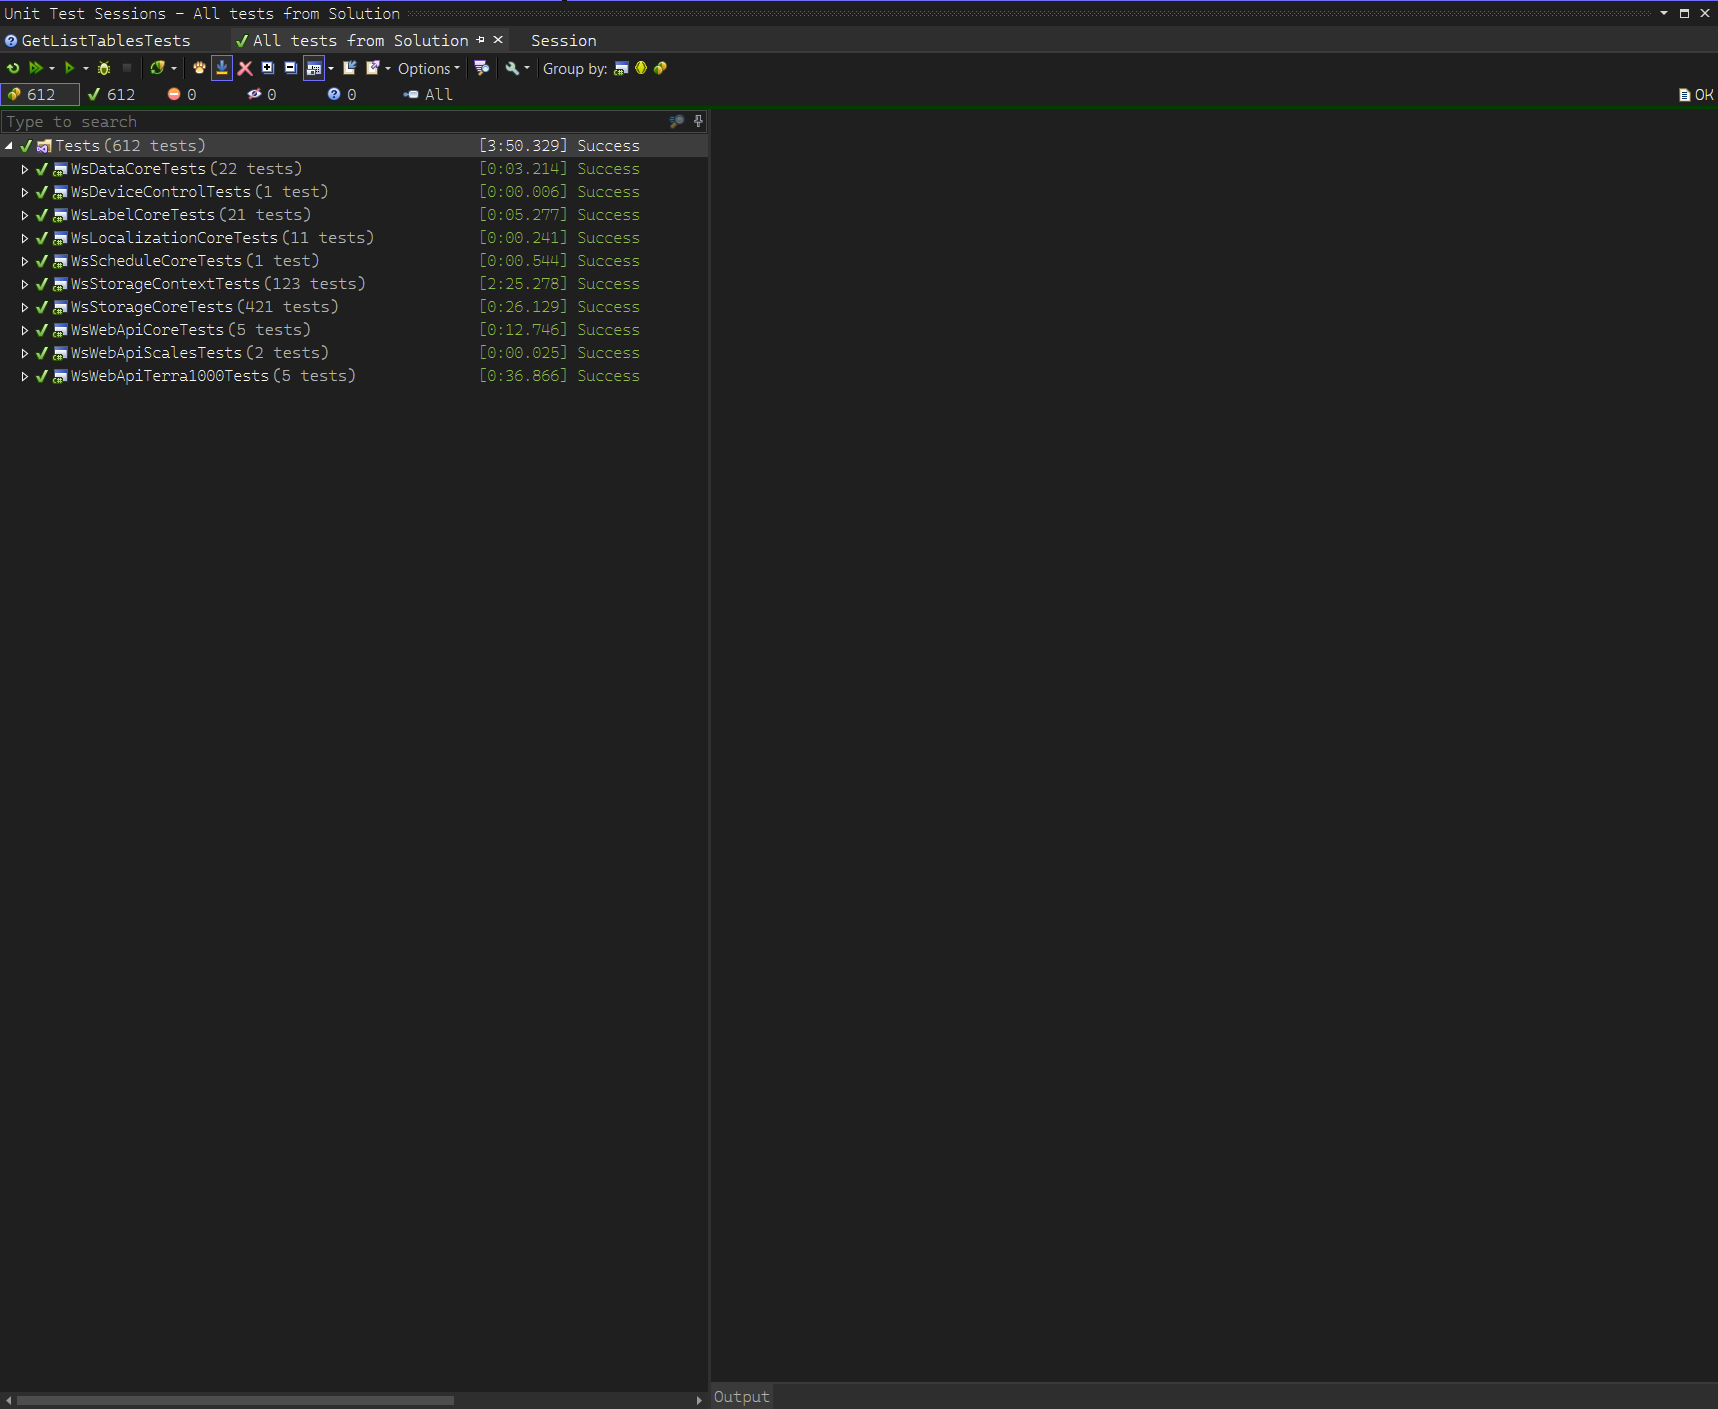 Unit Test Sessions - All tests from Solution
GetListTablesTests All tests from Solution Session
Options Group by:
612 612 0 0 0 All OK
Type to search
Tests (612 tests) [3:50.329] Success
WsDataCoreTests (22 tests) [0:03.214] Success
WsDeviceControlTests (1 test) [0:00.006] Success
WsLabelCoreTests (21 tests) [0:05.277] Success
WsLocalizationCoreTests (11 tests) [0:00.241] Success
WsScheduleCoreTests (1 test) [0:00.544] Success
WsStorageContextTests (123 tests) [2:25.278] Success
WsStorageCoreTests (421 tests) [0:26.129] Success
WsWebApiCoreTests (5 tests) [0:12.746] Success
WsWebApiScalesTests (2 tests) [0:00.025] Success
WsWebApiTerra1000Tests (5 tests) [0:36.866] Success
Output